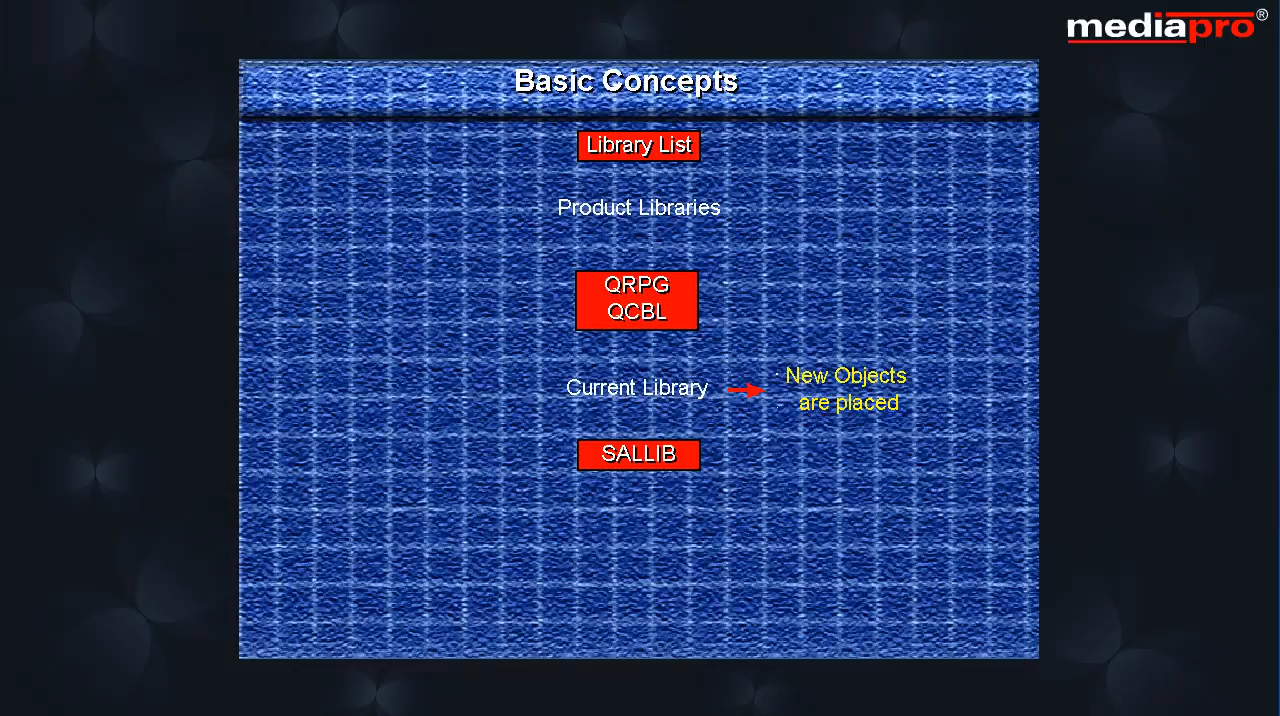 mediapro®
Basic Concepts
Library List
Product Libraries
QRPG
QCBL
Current Library
New Objects
are placed
SALLIB